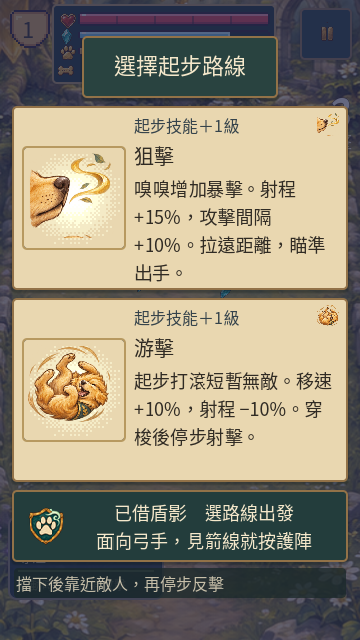 1
選擇起步路線
起步技能＋1級
狙擊
嗅嗅增加暴擊。射程
+15%，攻擊間隔
+10%。拉遠距離，瞄準
出手。
起步技能＋1級
游擊
起步打滾短暫無敵。移速
+10%，射程 −10%。穿
梭後停步射擊。
已借盾影　選路線出發
面向弓手，見箭線就按護陣
擋下後靠近敵人，再停步反擊